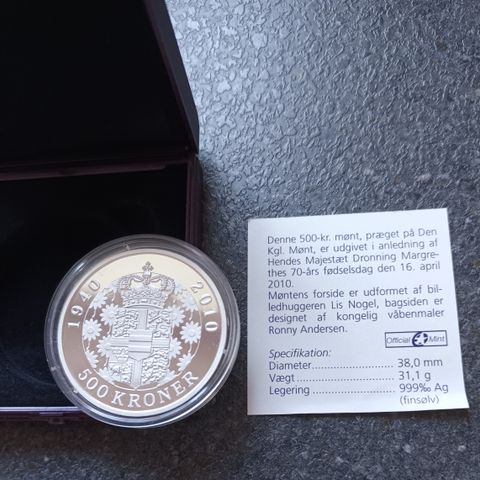 1940 2010
500 KRONER
Denne 500-kr. mønt, præget på Den
Kgl. Mønt, er udgivet i anledning af
Hendes Majestæt Dronning Margre-
thes 70-års fødselsdag den 16. april
2010.
Møntens forside er udformet af bil-
ledhuggeren Lis Nogel, bagsiden er
designet af kongelig våbenmaler
Ronny Andersen.
Official Mint
Specifikation:
Diameter.......................... 38,0 mm
Vægt ................................ 31,1 g
Legering ..................... 999‰ Ag
(finsølv)